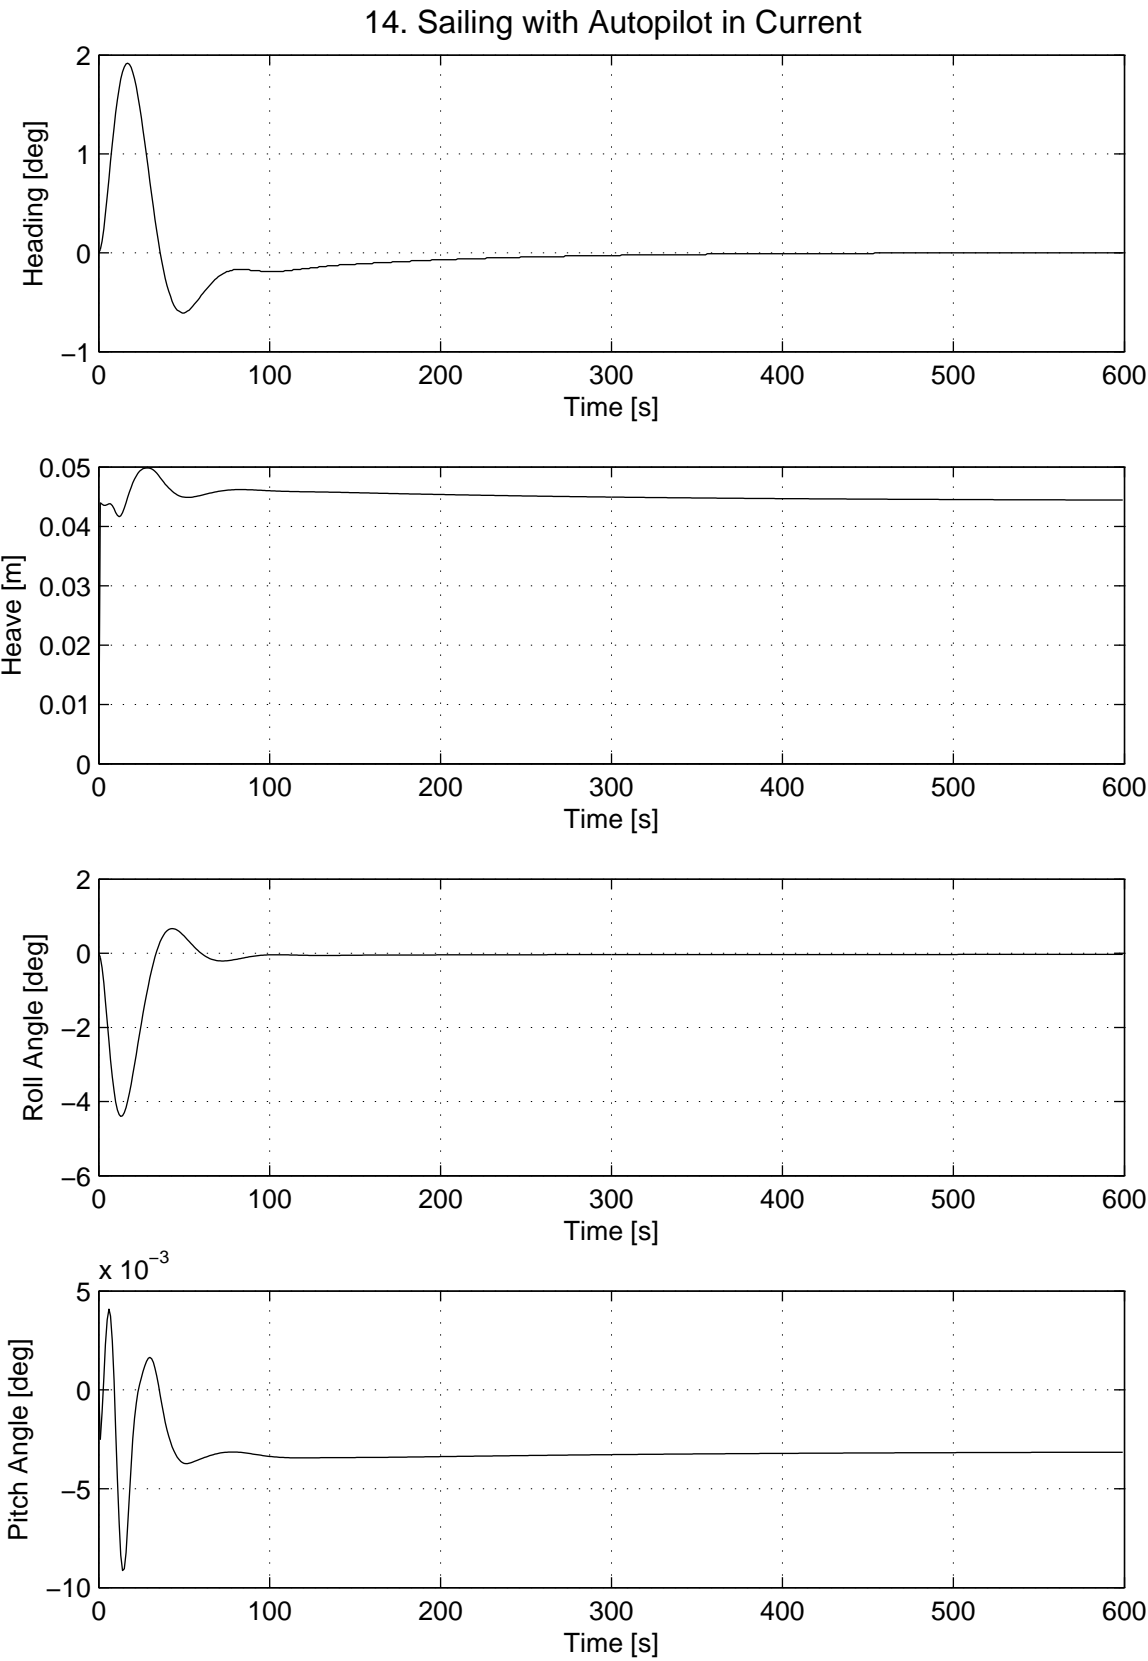 14. Sailing with Autopilot in Current
2
1
0
−1
Heading [deg]
0 100 200 300 400 500 600
Time [s]
0.05
0.04
0.03
0.02
0.01
0
Heave [m]
0 100 200 300 400 500 600
Time [s]
2
0
−2
−4
−6
Roll Angle [deg]
0 100 200 300 400 500 600
Time [s]
x 10⁻³
5
0
−5
−10
Pitch Angle [deg]
0 100 200 300 400 500 600
Time [s]